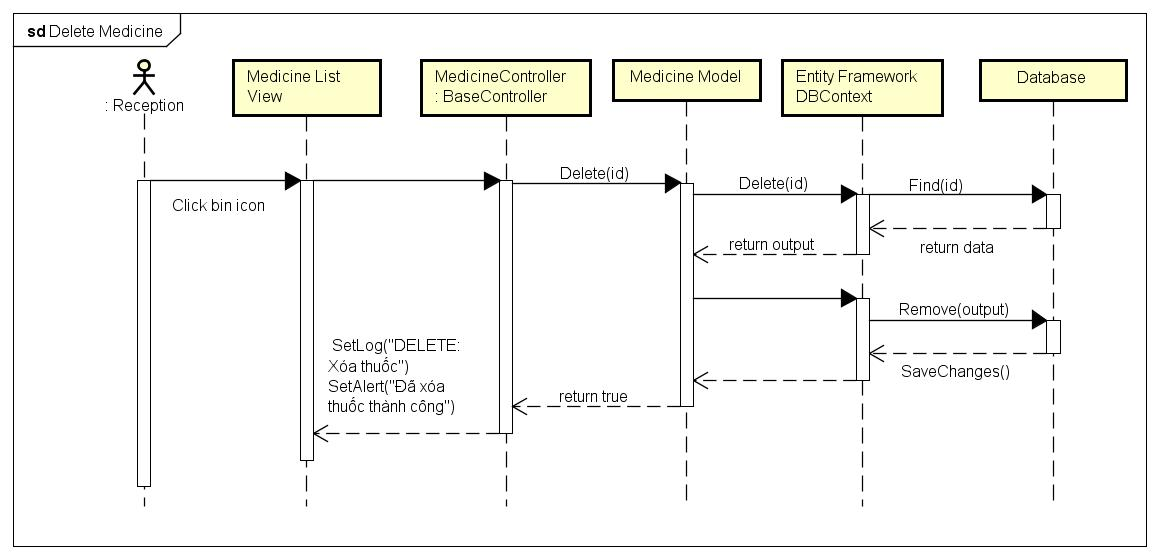 sd Delete Medicine
: Reception
Medicine List
View
MedicineController
: BaseController
Medicine Model
Entity Framework
DBContext
Database
Click bin icon
Delete(id)
Delete(id)
Find(id)
return data
return output
Remove(output)
SaveChanges()
return true
SetLog("DELETE:
Xóa thuốc")
SetAlert("Đã xóa
thuốc thành công")